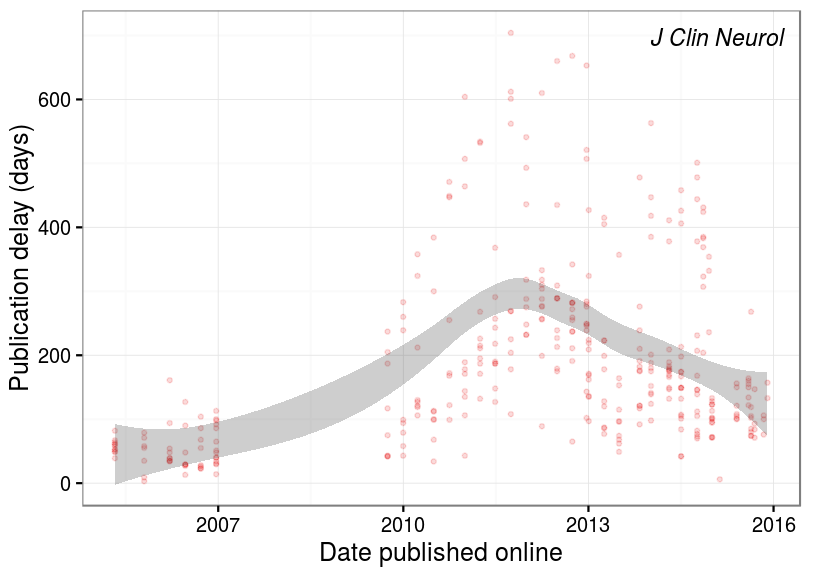 J Clin Neurol
Publication delay (days)
600
400
200
0
2007 2010 2013 2016
Date published online